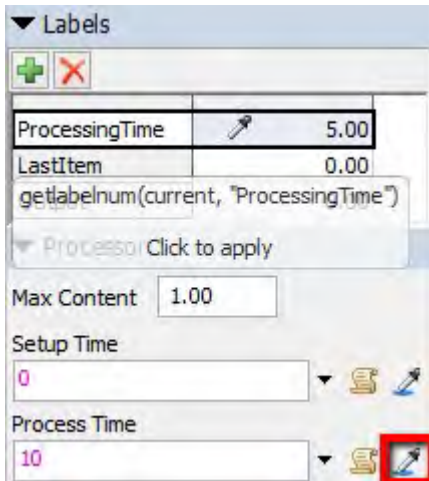 Labels
ProcessingTime 5.00
LastItem 0.00
getlabelnum(current, "ProcessingTime")
Processor
Click to apply
Max Content 1.00
Setup Time
0
Process Time
10